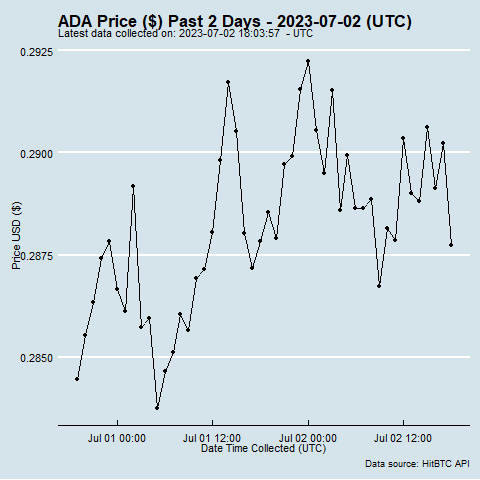 ADA Price ($) Past 2 Days - 2023-07-02 (UTC)
Latest data collected on: 2023-07-02 18:03:57  - UTC
0.2925
0.2900
0.2875
0.2850
Price USD ($)
Jul 01 00:00 Jul 01 12:00 Jul 02 00:00 Jul 02 12:00
Date Time Collected (UTC)
Data source: HitBTC API